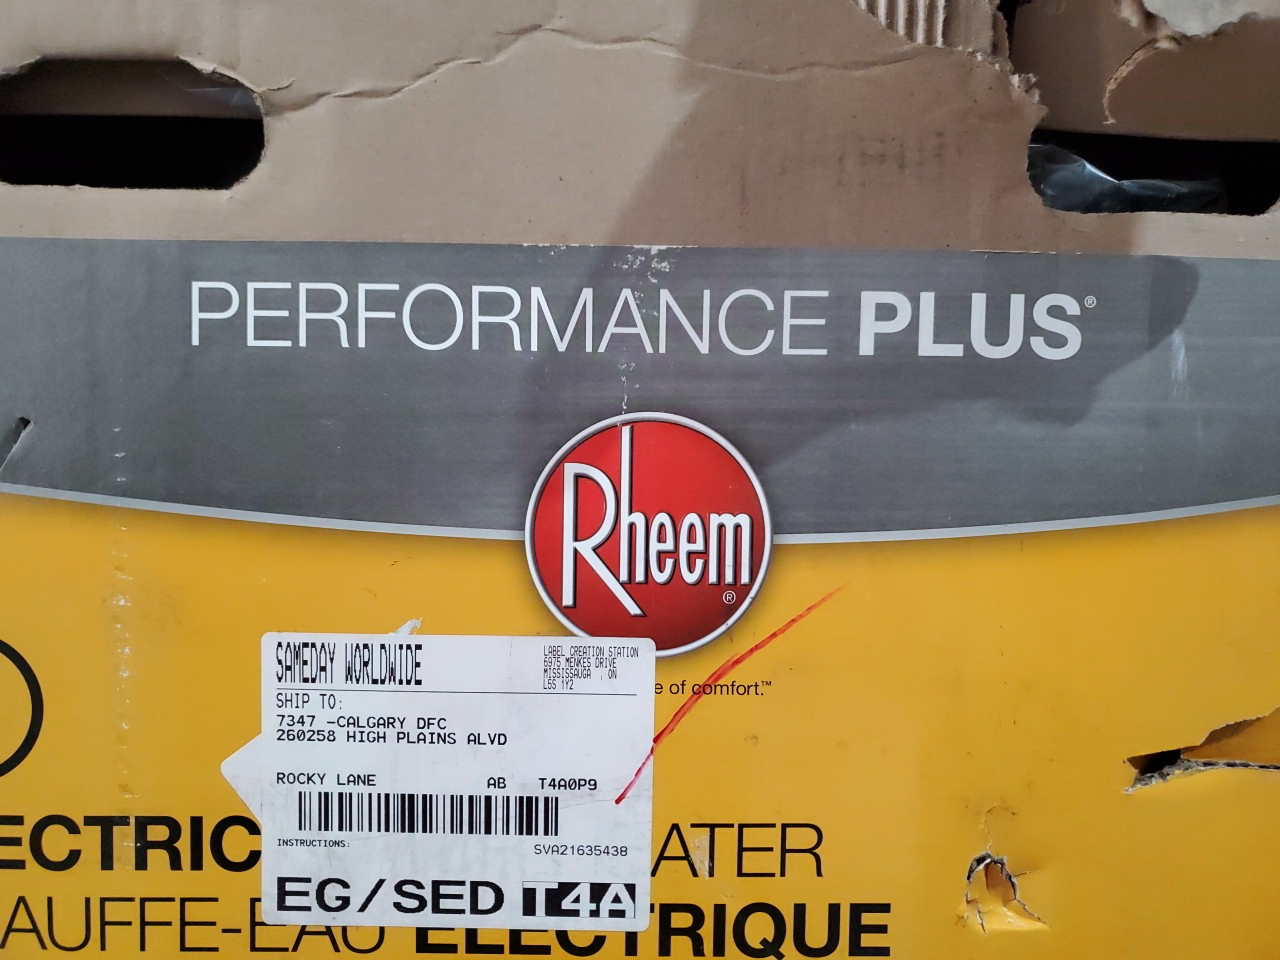 PERFORMANCE PLUS®
Rheem®
e of comfort.™
SAMEDAY WORLDWIDE
LABEL CREATION STATION
6975 MENKES DRIVE
MISSISSAUGA , ON
L5S 1Y2
SHIP TO:
7347 -CALGARY DFC
260258 HIGH PLAINS ALVD
ROCKY LANE AB T4A0P9
INSTRUCTIONS:
SVA21635438
EG/SED T4A
ECTRIC ATER
AUFFE-EAU ÉLECTRIQUE